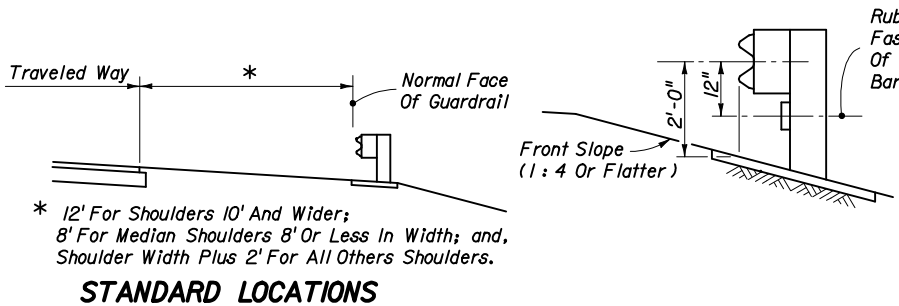 Traveled Way
*
Normal Face
Of Guardrail
* 12' For Shoulders 10' And Wider;
8' For Median Shoulders 8' Or Less In Width; and,
Shoulder Width Plus 2' For All Others Shoulders.
STANDARD LOCATIONS
2'-0"
12"
Front Slope
(1 : 4 Or Flatter)
Rub
Fas
Of
Bar